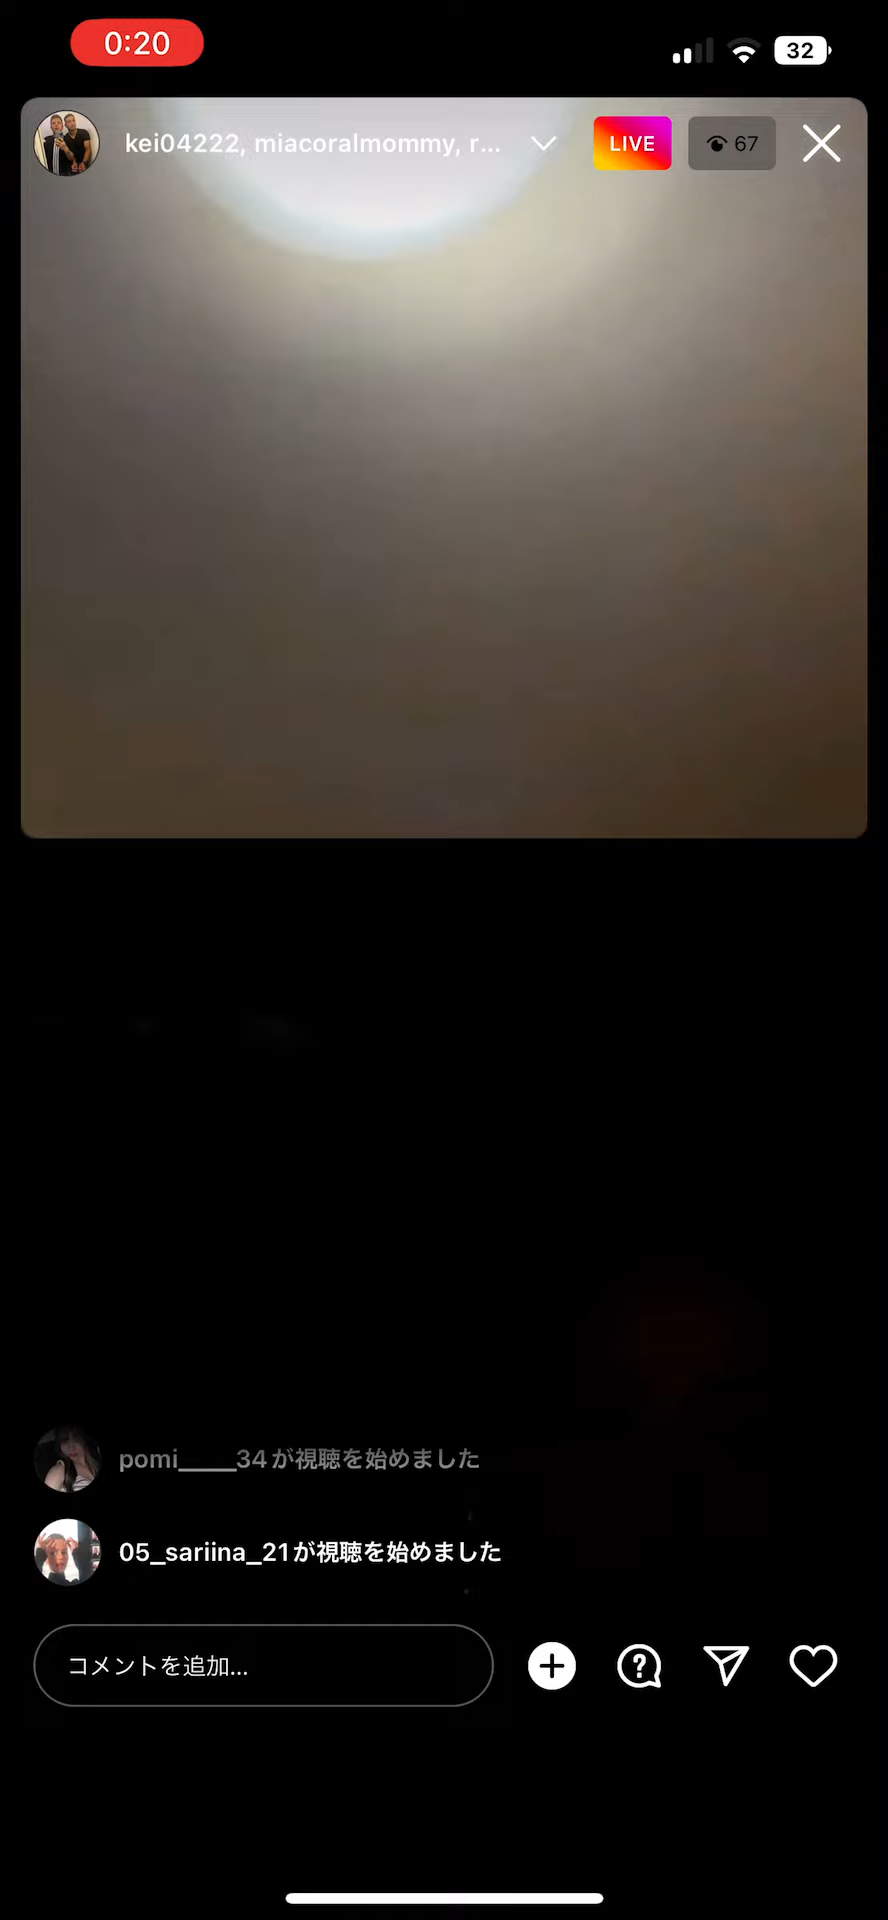 0:20
32
kei04222, miacoralmommy, r...
LIVE
67
pomi_____34が視聴を始めました
05_sariina_21が視聴を始めました
コメントを追加...